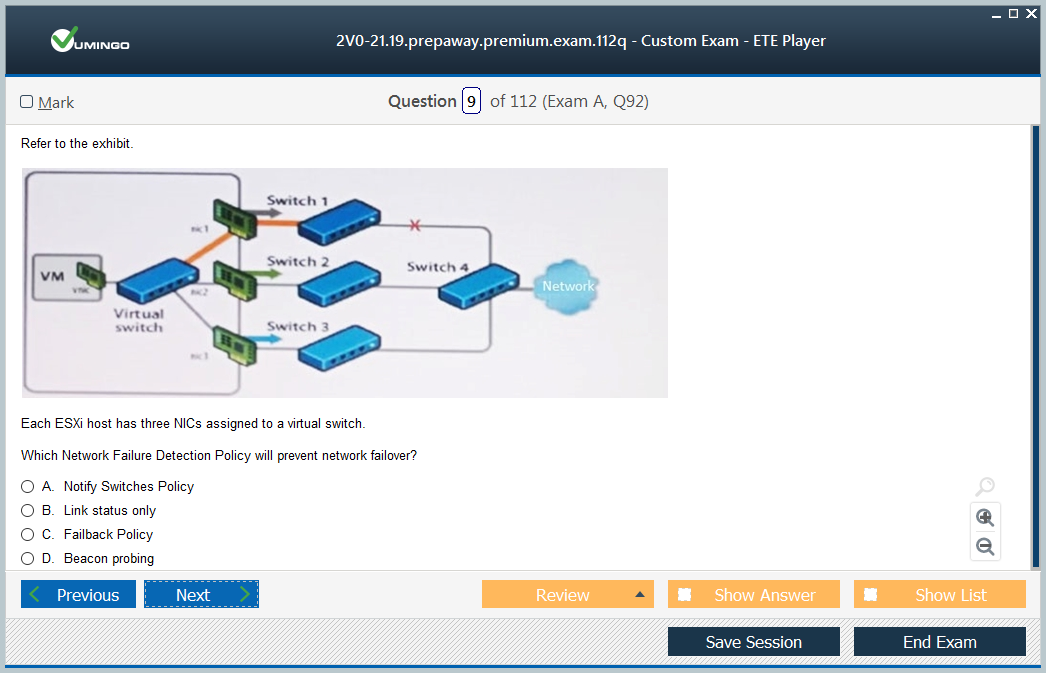 UMINGO
2V0-21.19.prepaway.premium.exam.112q - Custom Exam - ETE Player
Mark
Question 9 of 112 (Exam A, Q92)
Refer to the exhibit.
Switch 1
nic1
Switch 2
Switch 4
VM
vnic
nic2
Network
Virtual
switch
Switch 3
nic3
Each ESXi host has three NICs assigned to a virtual switch.
Which Network Failure Detection Policy will prevent network failover?
A. Notify Switches Policy
B. Link status only
C. Failback Policy
D. Beacon probing
Previous
Next
Review
Show Answer
Show List
Save Session
End Exam